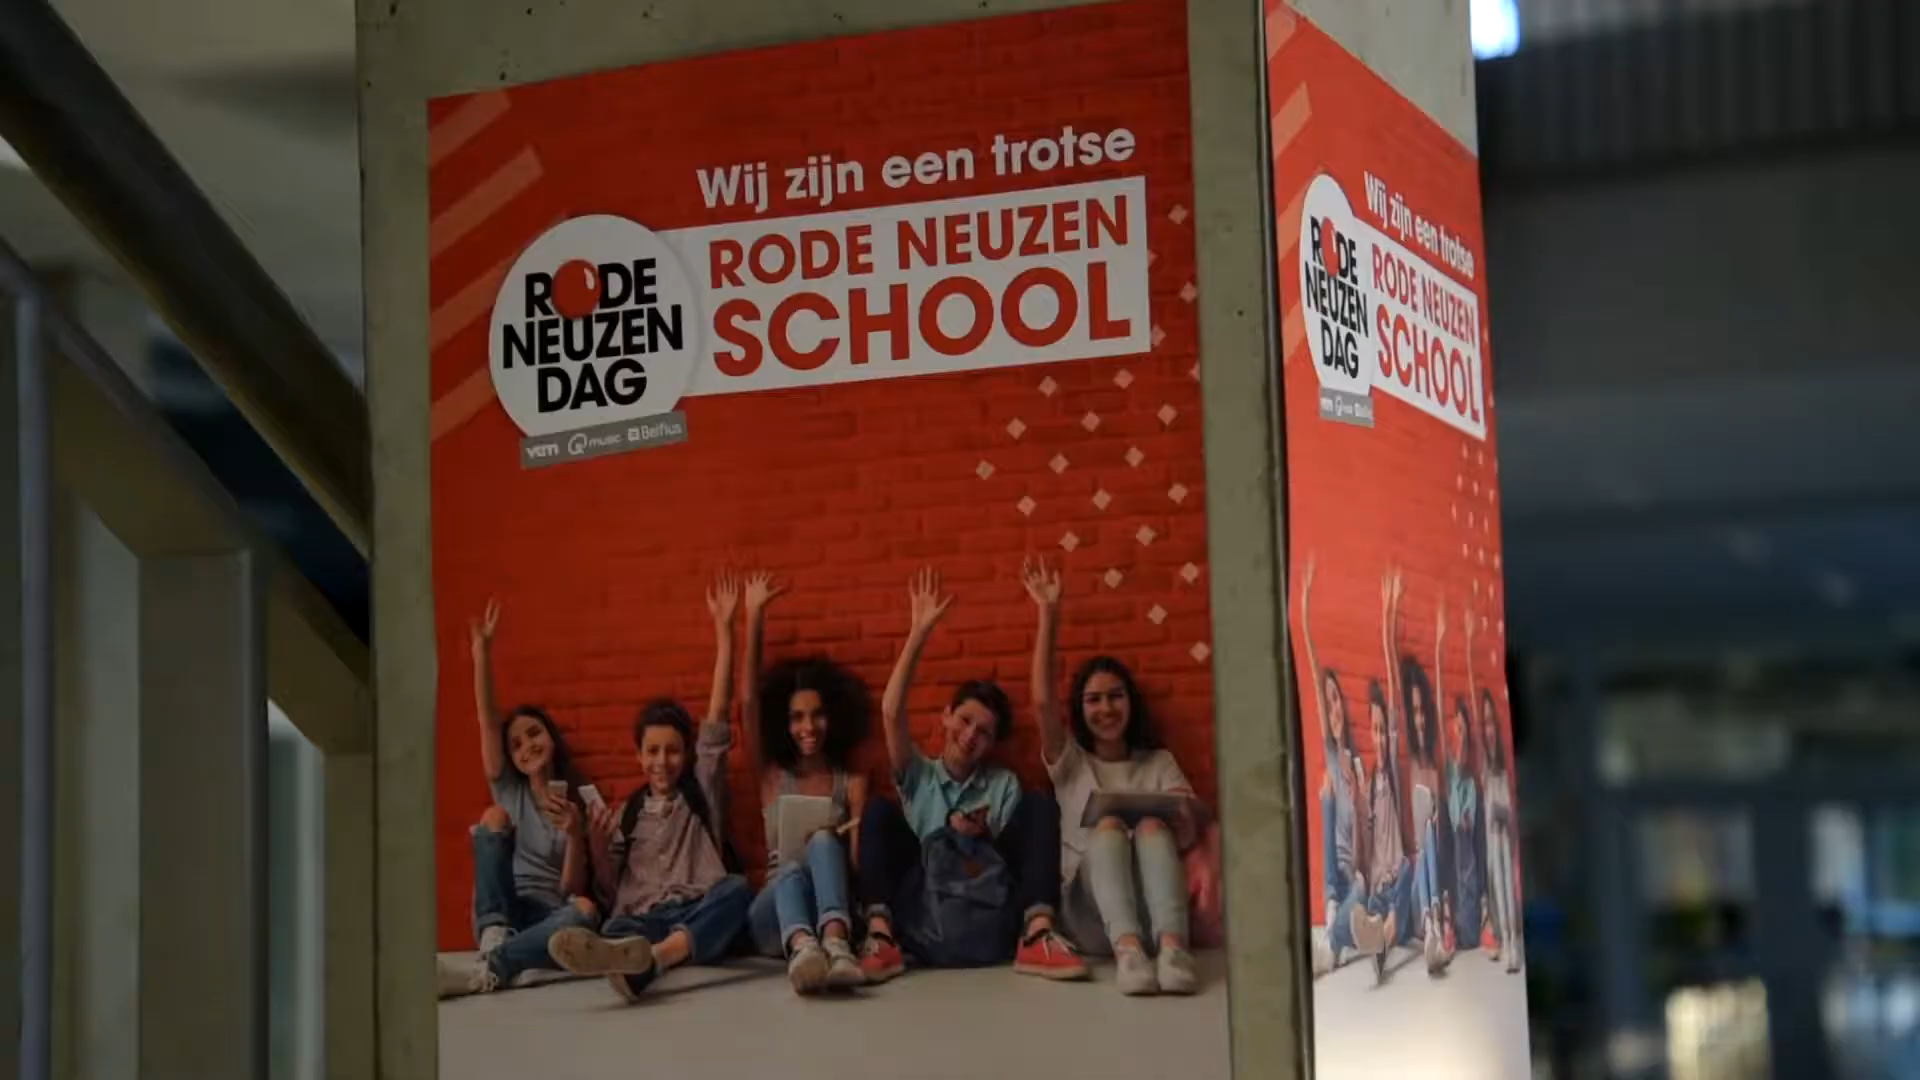 Wij zijn een trotse
RODE NEUZEN
SCHOOL
RODE
NEUZEN
DAG
vtm Qmusic Belfius
Wij zijn een trotse
RODE NEUZEN
SCHOOL
RODE
NEUZEN
DAG